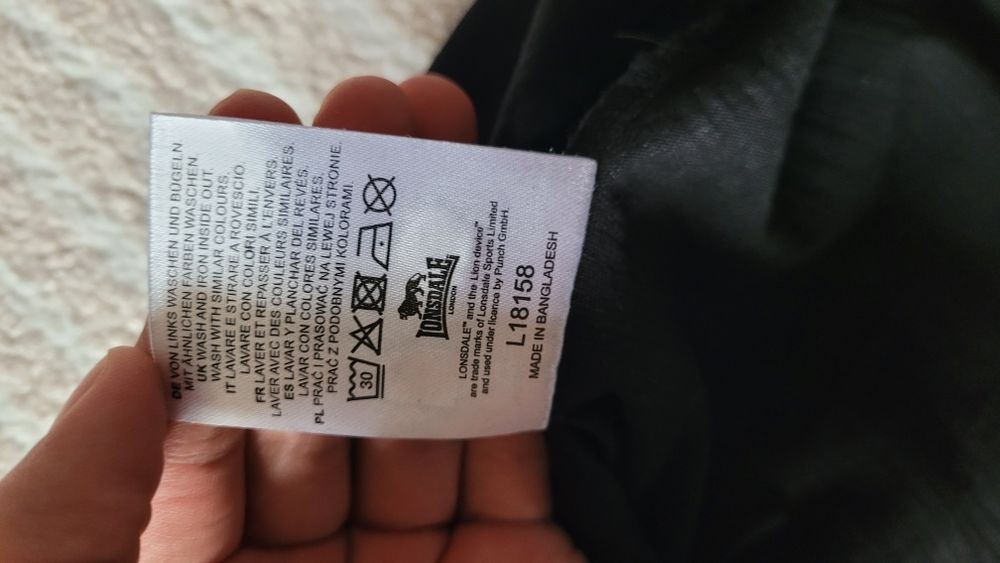 DE VON LINKS WASCHEN UND BÜGELN.
MIT ÄHNLICHEN FARBEN WASCHEN.
UK WASH AND IRON INSIDE OUT.
WASH WITH SIMILAR COLOURS.
IT LAVARE E STIRARE A ROVESCIO.
LAVARE CON COLORI SIMILI.
FR LAVER ET REPASSER À L'ENVERS.
LAVER AVEC DES COULEURS SIMILAIRES.
ES LAVAR Y PLANCHAR DEL REVÉS.
LAVAR CON COLORES SIMILARES.
PL PRAĆ I PRASOWAĆ NA LEWEJ STRONIE.
PRAĆ Z PODOBNYMI KOLORAMI.
30
LONSDALE
LONDON
LONSDALE™ and the Lion device™
are trade marks of Lonsdale Sports Limited
and used under licence by Punch GmbH.
L18158
MADE IN BANGLADESH